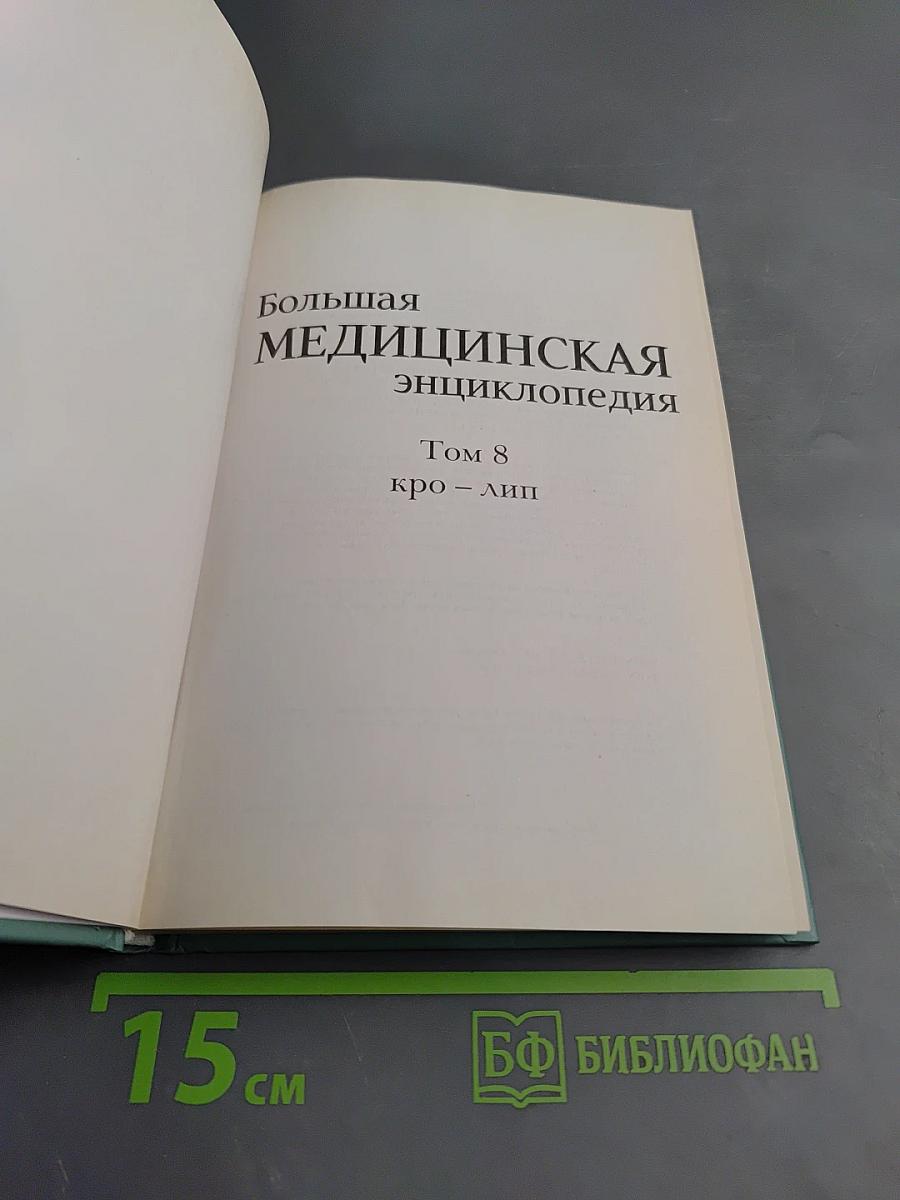 Большая
МЕДИЦИНСКАЯ
энциклопедия
Том 8
кро – лип
15 см
БФ БИБЛИОФАН